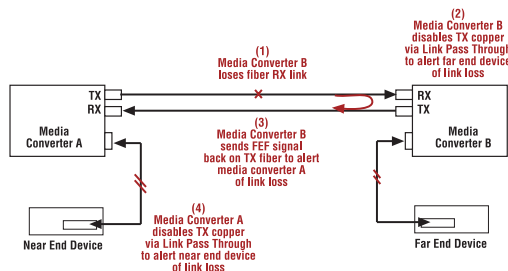 (1)
Media Converter B
loses fiber RX link
(2)
Media Converter B
disables TX copper
via Link Pass Through
to alert far end device
of link loss
TX
RX
Media
Converter A
RX
TX
Media
Converter B
(3)
Media Converter B
sends FEF signal
back on TX fiber to alert
media converter A
of link loss
(4)
Media Converter A
disables TX copper
via Link Pass Through
to alert near end device
of link loss
Near End Device
Far End Device